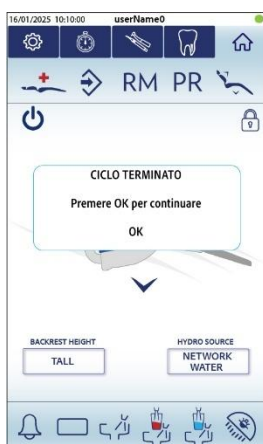 16/01/2025 10:10:00 userName0
RM PR
CICLO TERMINATO
Premere OK per continuare
OK
BACKREST HEIGHT
TALL
HYDRO SOURCE
NETWORK
WATER